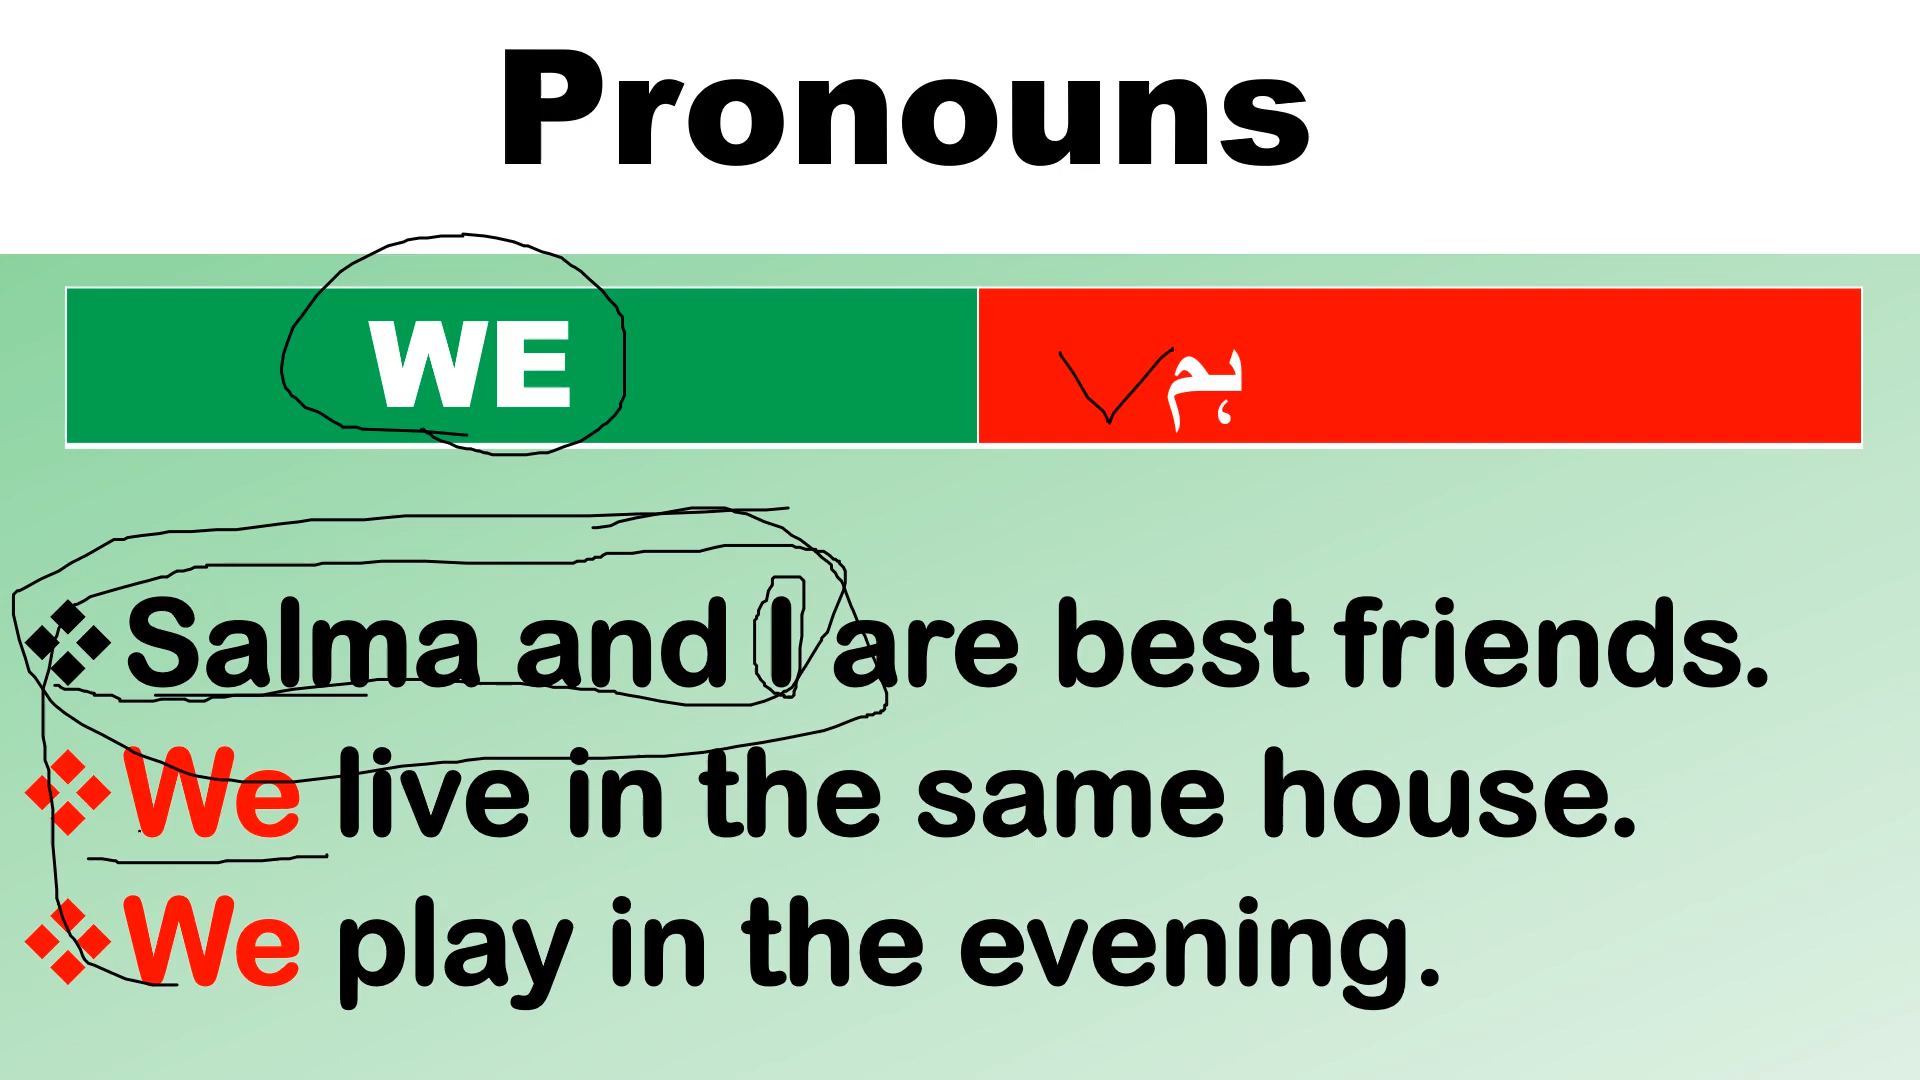 Pronouns
WE
ہم
Salma and I are best friends.
We live in the same house.
We play in the evening.